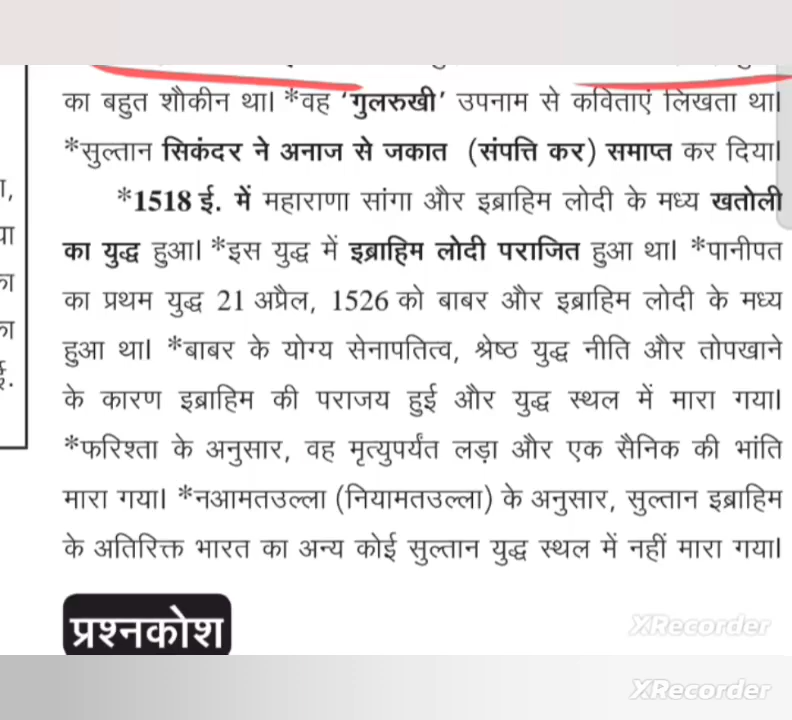 का बहुत शौकीन था। *वह 'गुलरुखी' उपनाम से कविताएं लिखता था।
*सुल्तान सिकंदर ने अनाज से जकात (संपत्ति कर) समाप्त कर दिया।
*1518 ई. में महाराणा सांगा और इब्राहिम लोदी के मध्य खतोली
का युद्ध हुआ। *इस युद्ध में इब्राहिम लोदी पराजित हुआ था। *पानीपत
का प्रथम युद्ध 21 अप्रैल, 1526 को बाबर और इब्राहिम लोदी के मध्य
हुआ था। *बाबर के योग्य सेनापतित्व, श्रेष्ठ युद्ध नीति और तोपखाने
के कारण इब्राहिम की पराजय हुई और युद्ध स्थल में मारा गया।
*फरिश्ता के अनुसार, वह मृत्युपर्यंत लड़ा और एक सैनिक की भांति
मारा गया। *नआमतउल्ला (नियामतउल्ला) के अनुसार, सुल्तान इब्राहिम
के अतिरिक्त भारत का अन्य कोई सुल्तान युद्ध स्थल में नहीं मारा गया।
प्रश्नकोश
XRecorder
XRecorder